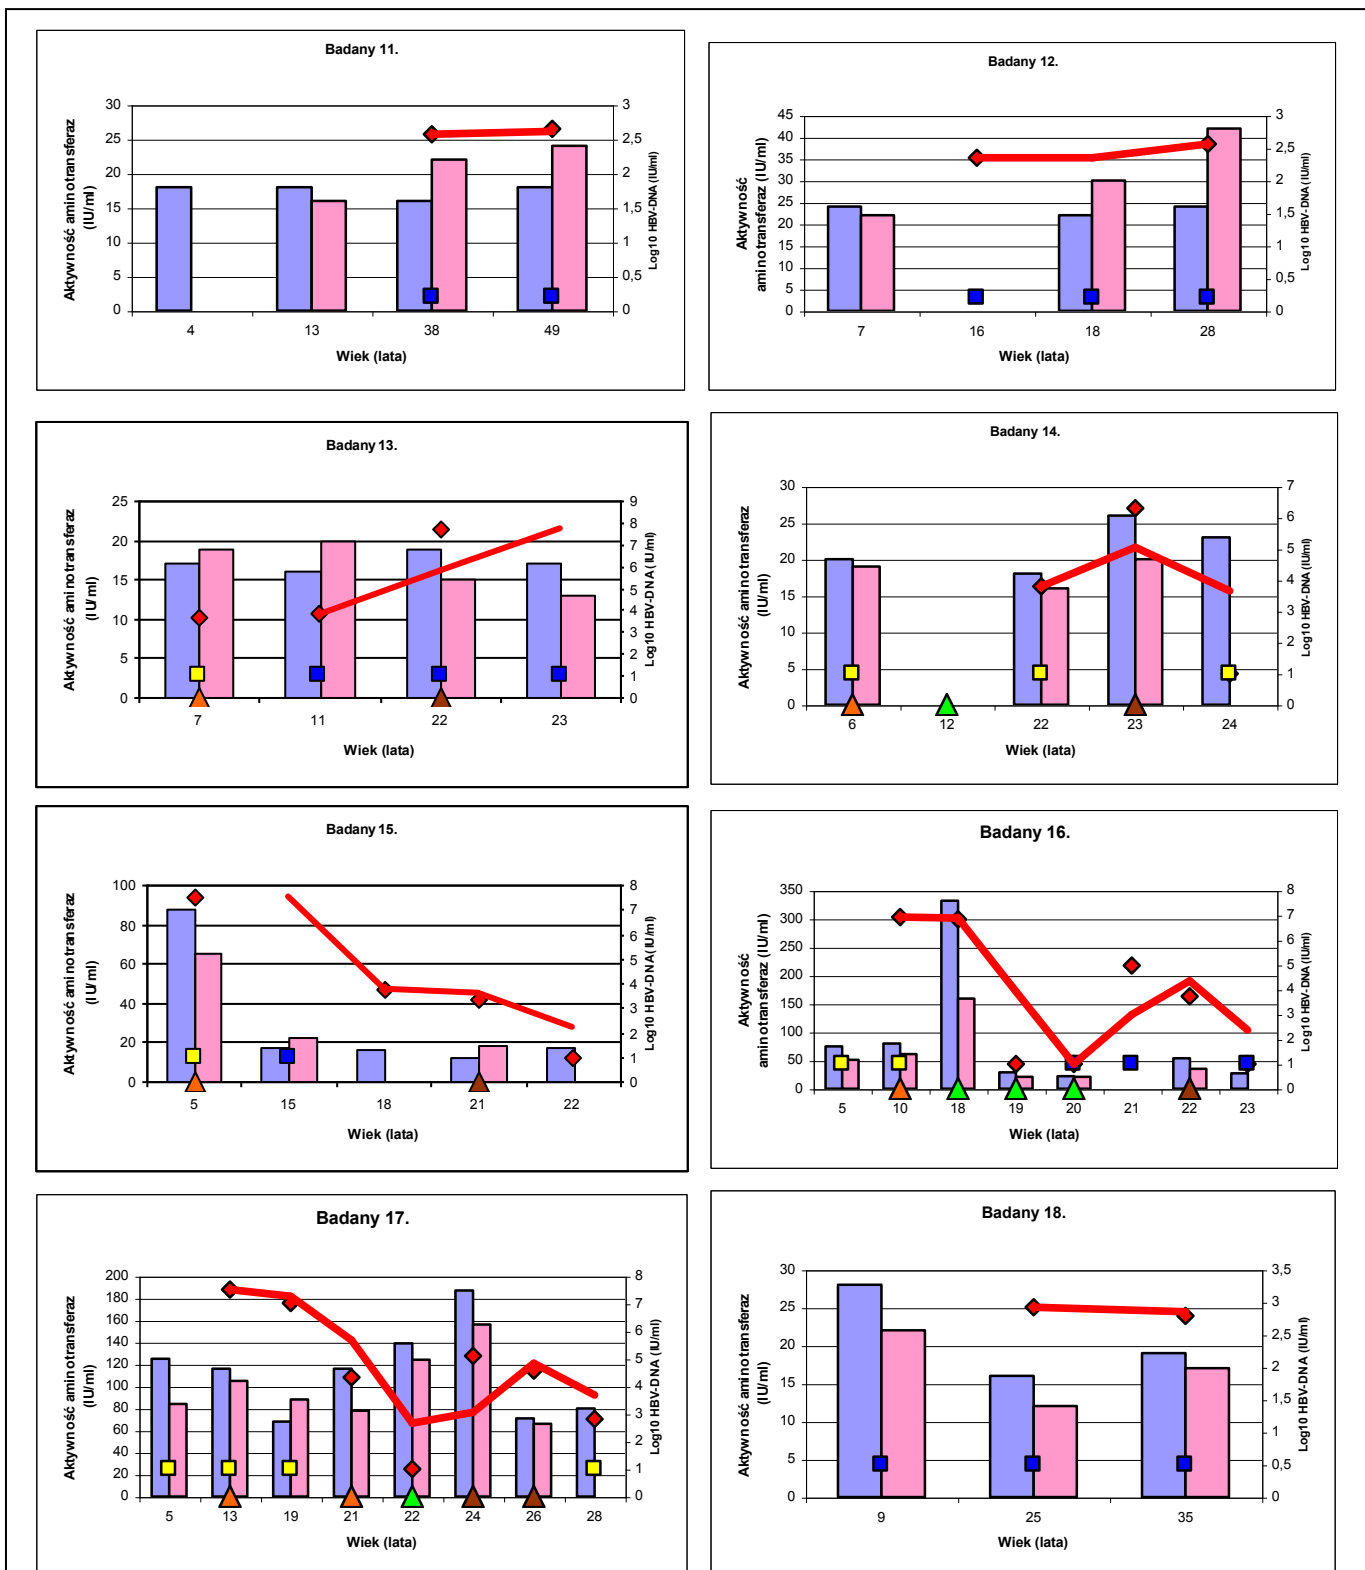 Badany 11.
Aktywność aminotransferaz
(IU/ml)
30
25
20
15
10
5
0
3
2,5
2
1,5
1
0,5
0
Log10 HBV-DNA (IU/ml)
4 13 38 49
Wiek (lata)
Badany 12.
Aktywność
aminotransferaz (IU/ml)
45
40
35
30
25
20
15
10
5
0
3
2,5
2
1,5
1
0,5
0
Log10 HBV-DNA (IU/ml)
7 16 18 28
Wiek (lata)
Badany 13.
Aktywność aminotransferaz
(IU/ml)
25
20
15
10
5
0
9
8
7
6
5
4
3
2
1
0
Log10 HBV-DNA (IU/ml)
7 11 22 23
Wiek (lata)
Badany 14.
Aktywność aminotransferaz
(IU/ml)
30
25
20
15
10
5
0
7
6
5
4
3
2
1
0
Log10 HBV-DNA (IU/ml)
6 12 22 23 24
Wiek (lata)
Badany 15.
Aktywność aminotransferaz
(IU/ml)
100
80
60
40
20
0
8
7
6
5
4
3
2
1
0
Log10 HBV-DNA (IU/ml)
5 15 18 21 22
Wiek (lata)
Badany 16.
Aktywność
aminotransferaz (IU/ml)
350
300
250
200
150
100
50
0
8
7
6
5
4
3
2
1
0
Log10 HBV-DNA (IU/ml)
5 10 18 19 20 21 22 23
Wiek (lata)
Badany 17.
Aktywność aminotransferaz
(IU/ml)
200
180
160
140
120
100
80
60
40
20
0
8
7
6
5
4
3
2
1
0
Log10 HBV-DNA (IU/ml)
5 13 19 21 22 24 26 28
Wiek (lata)
Badany 18.
Aktywność aminotransferaz
(IU/ml)
30
25
20
15
10
5
0
3,5
3
2,5
2
1,5
1
0,5
0
Log10 HBV-DNA (IU/ml)
9 25 35
Wiek (lata)